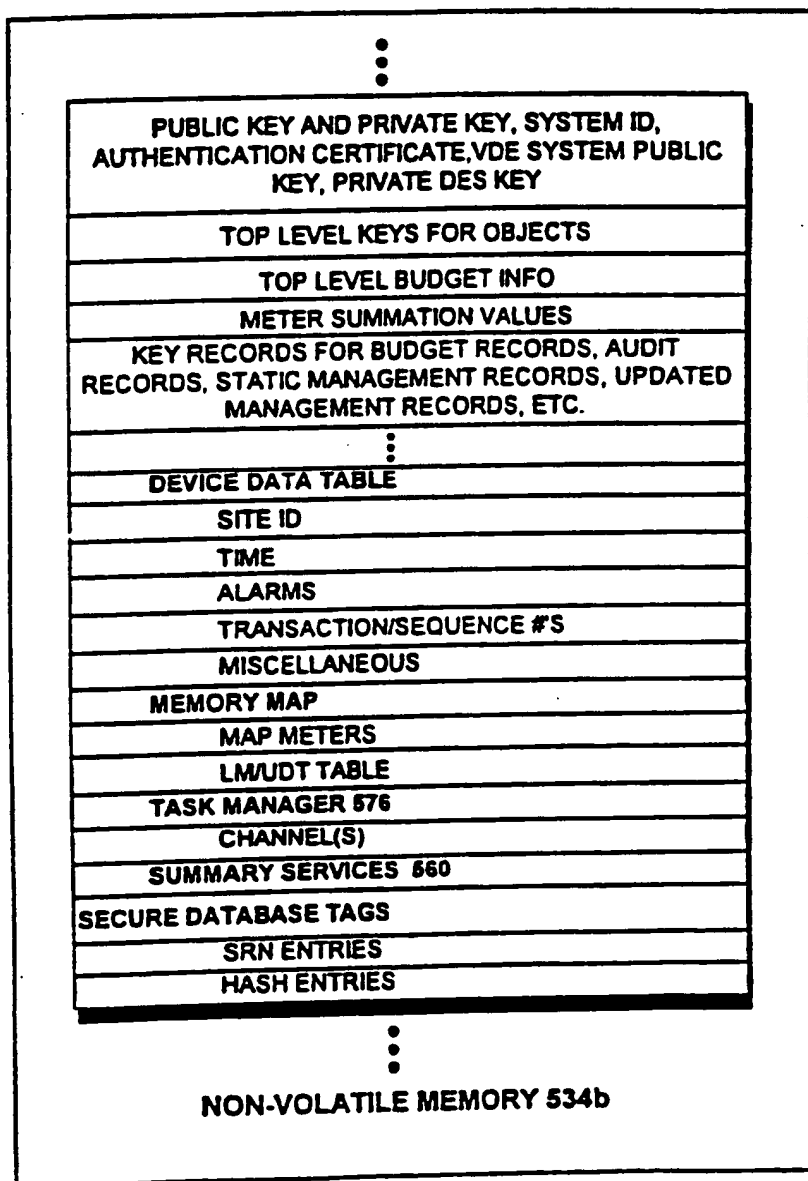 PUBLIC KEY AND PRIVATE KEY, SYSTEM ID,
AUTHENTICATION CERTIFICATE,VDE SYSTEM PUBLIC
KEY, PRIVATE DES KEY
TOP LEVEL KEYS FOR OBJECTS
TOP LEVEL BUDGET INFO
METER SUMMATION VALUES
KEY RECORDS FOR BUDGET RECORDS, AUDIT
RECORDS, STATIC MANAGEMENT RECORDS, UPDATED
MANAGEMENT RECORDS, ETC.
DEVICE DATA TABLE
SITE ID
TIME
ALARMS
TRANSACTION/SEQUENCE #'S
MISCELLANEOUS
MEMORY MAP
MAP METERS
LM/UDT TABLE
TASK MANAGER 576
CHANNEL(S)
SUMMARY SERVICES 560
SECURE DATABASE TAGS
SRN ENTRIES
HASH ENTRIES
NON-VOLATILE MEMORY 534b